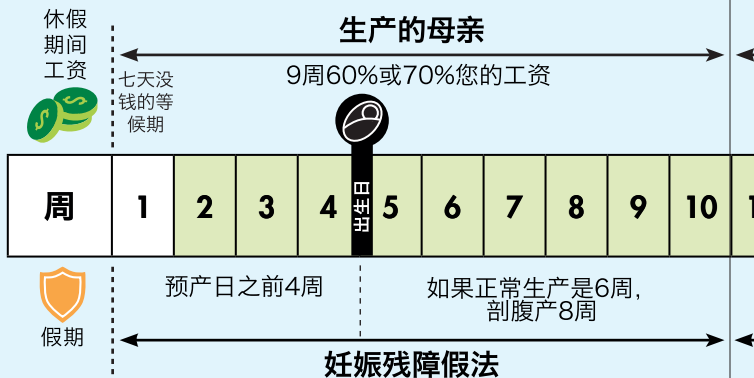 休假
期间
工资
生产的母亲
七天没
钱的等
候期
9周60%或70%您的工资
$
$
周 1 2 3 4 出生日 5 6 7 8 9 10
假期
预产日之前4周
如果正常生产是6周,
剖腹产8周
妊娠残障假法